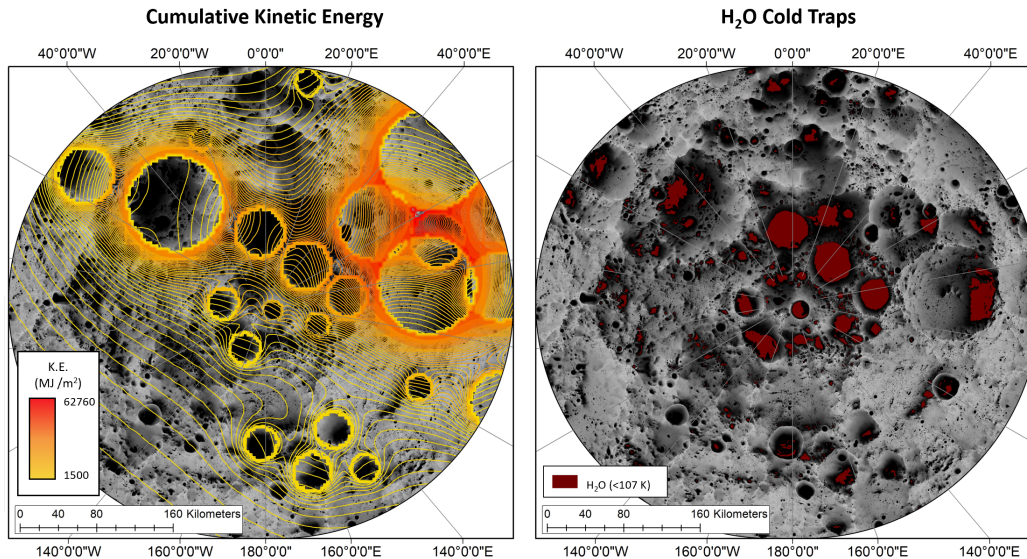 Cumulative Kinetic Energy
40°0'0"W 20°0'0"W 0°0'0" 20°0'0"E 40°0'0"E
K.E.
(MJ /m²)
62760
1500
0 40 80 160 Kilometers
140°0'0"W 160°0'0"W 180°0'0" 160°0'0"E 140°0'0"E
H₂O Cold Traps
40°0'0"W 20°0'0"W 0°0'0" 20°0'0"E 40°0'0"E
H₂O (<107 K)
0 40 80 160 Kilometers
140°0'0"W 160°0'0"W 180°0'0" 160°0'0"E 140°0'0"E